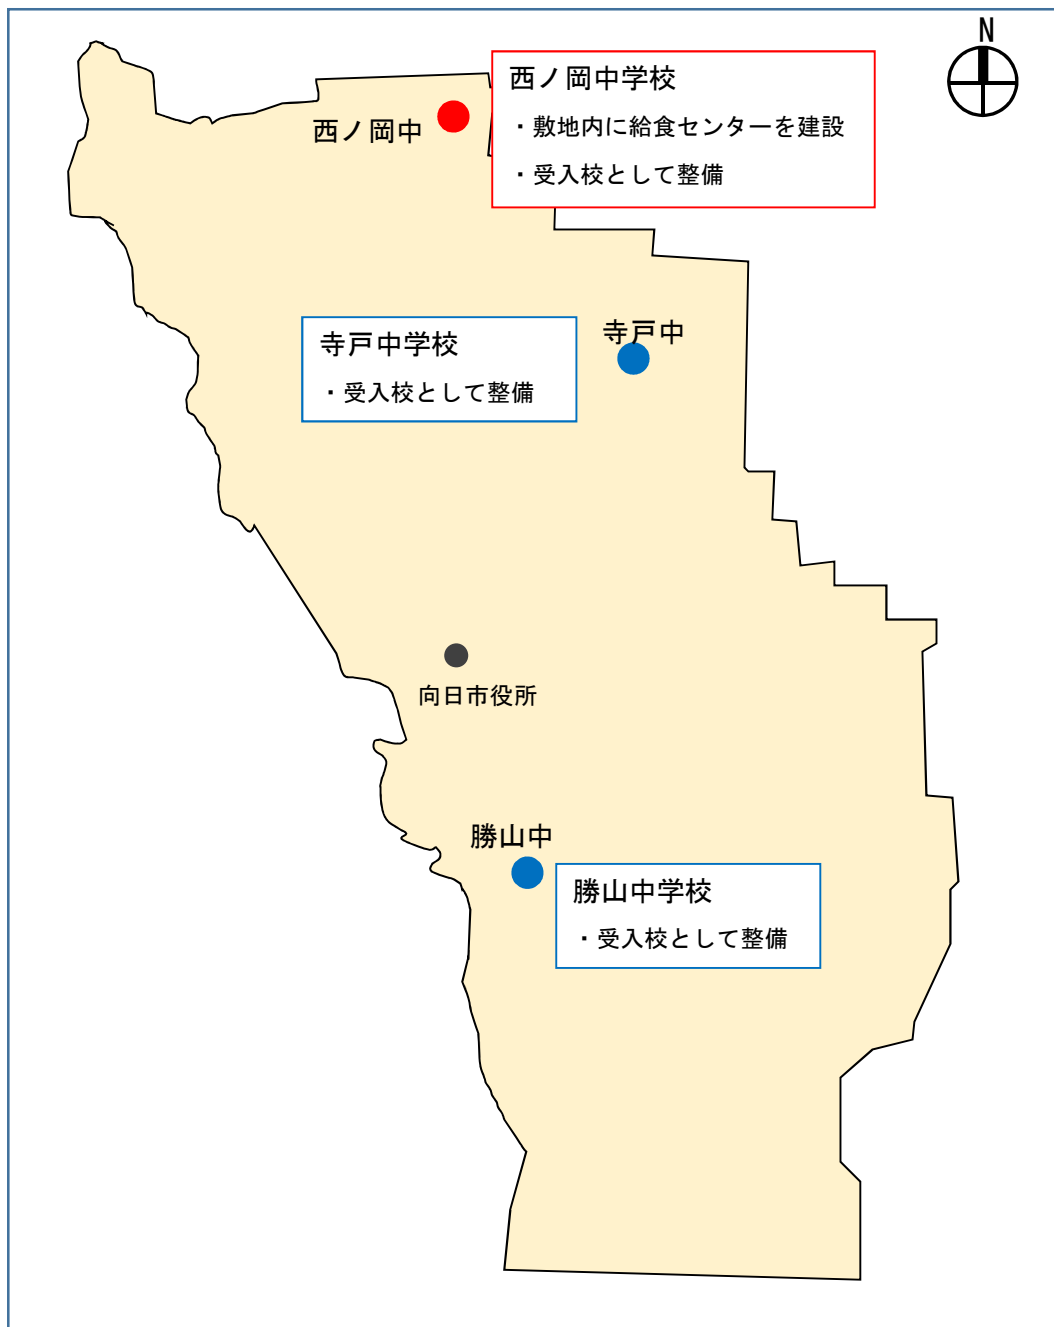 N
西ノ岡中学校
・敷地内に給食センターを建設
・受入校として整備
西ノ岡中
寺戸中
寺戸中学校
・受入校として整備
向日市役所
勝山中
勝山中学校
・受入校として整備